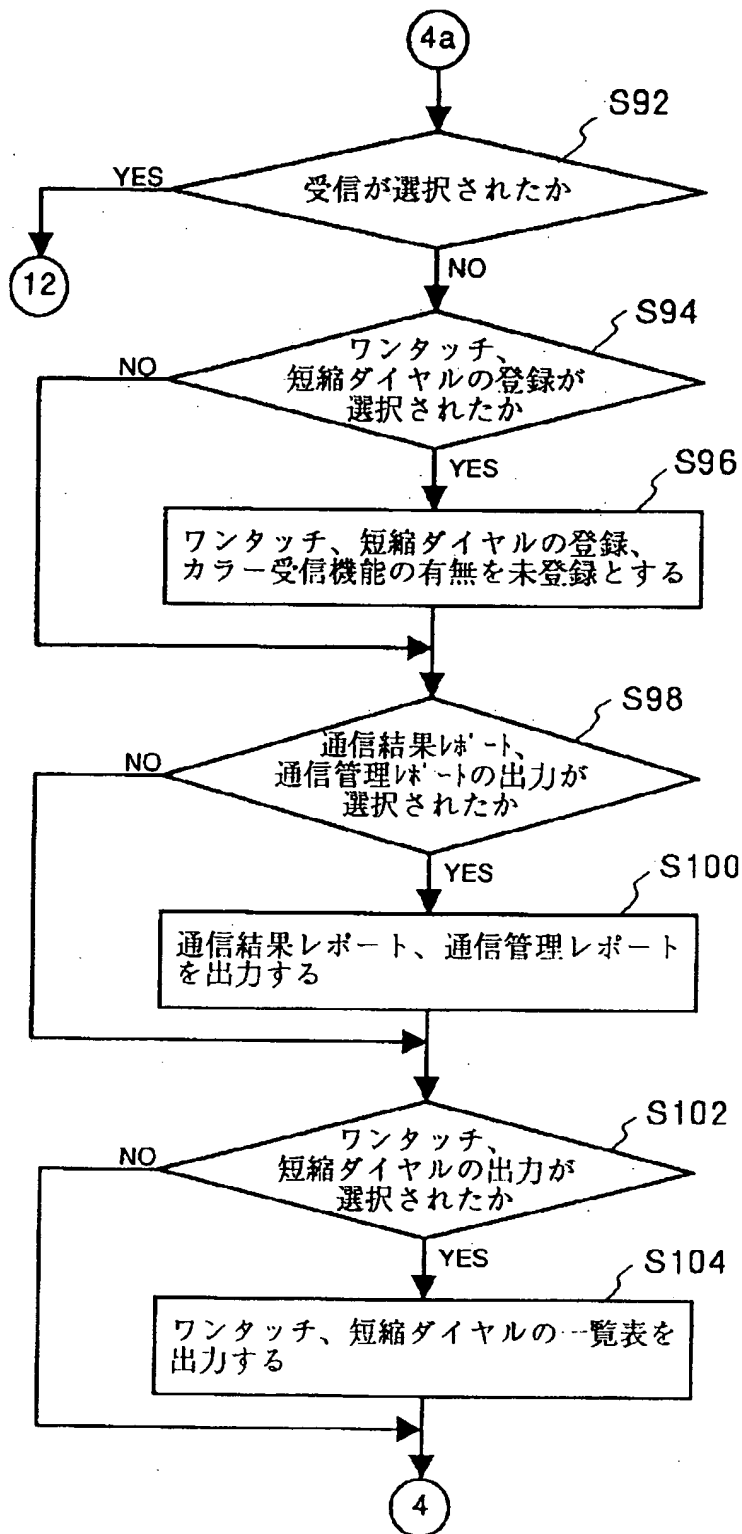 4a
S92
YES
受信が選択されたか
12
NO
S94
ワンタッチ、
NO
短縮ダイヤルの登録が
選択されたか
YES
S96
ワンタッチ、短縮ダイヤルの登録、
カラー受信機能の有無を未登録とする
S98
通信結果ﾚﾎﾟｰﾄ、
NO
通信管理ﾚﾎﾟｰﾄの出力が
選択されたか
YES
S100
通信結果レポート、通信管理レポート
を出力する
S102
ワンタッチ、
NO
短縮ダイヤルの出力が
選択されたか
YES
S104
ワンタッチ、短縮ダイヤルの一覧表を
出力する
4